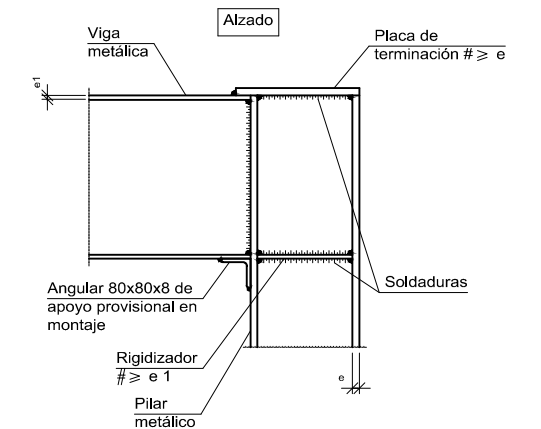 Alzado
Viga
metálica
Placa de
terminación # ≥ e
e1
Soldaduras
Angular 80x80x8 de
apoyo provisional en
montaje
Rigidizador
# ≥ e 1
e
Pilar
metálico